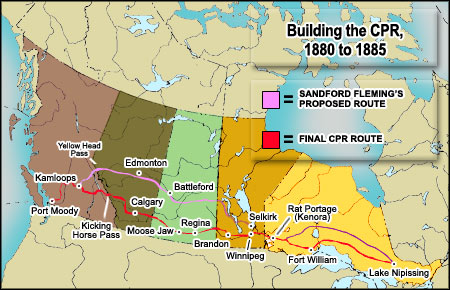 Building the CPR,
1880 to 1885
= SANDFORD FLEMING'S
PROPOSED ROUTE
= FINAL CPR ROUTE
Yellow Head
Pass
Edmonton
Kamloops
Battleford
Port Moody
Calgary
Kicking
Horse Pass
Moose Jaw
Regina
Brandon
Selkirk
Winnipeg
Rat Portage
(Kenora)
Fort William
Lake Nipissing